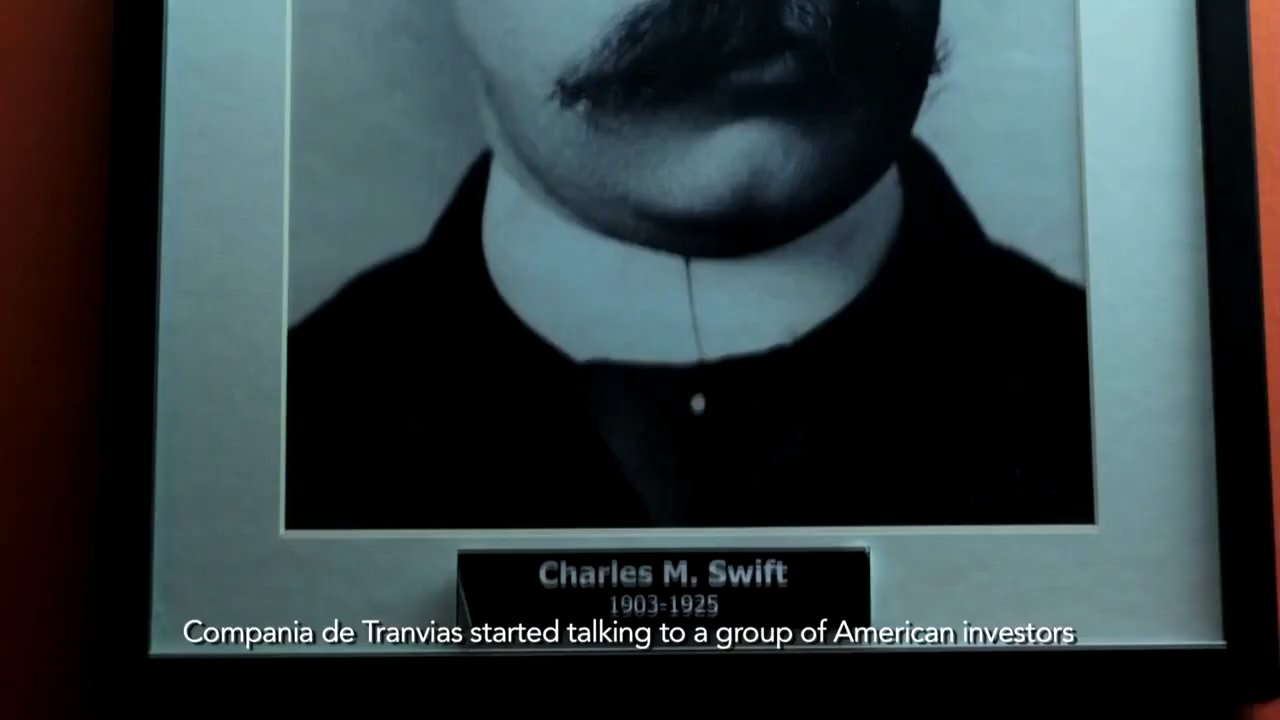 Charles M. Swift
1903-1925
Compania de Tranvias started talking to a group of American investors